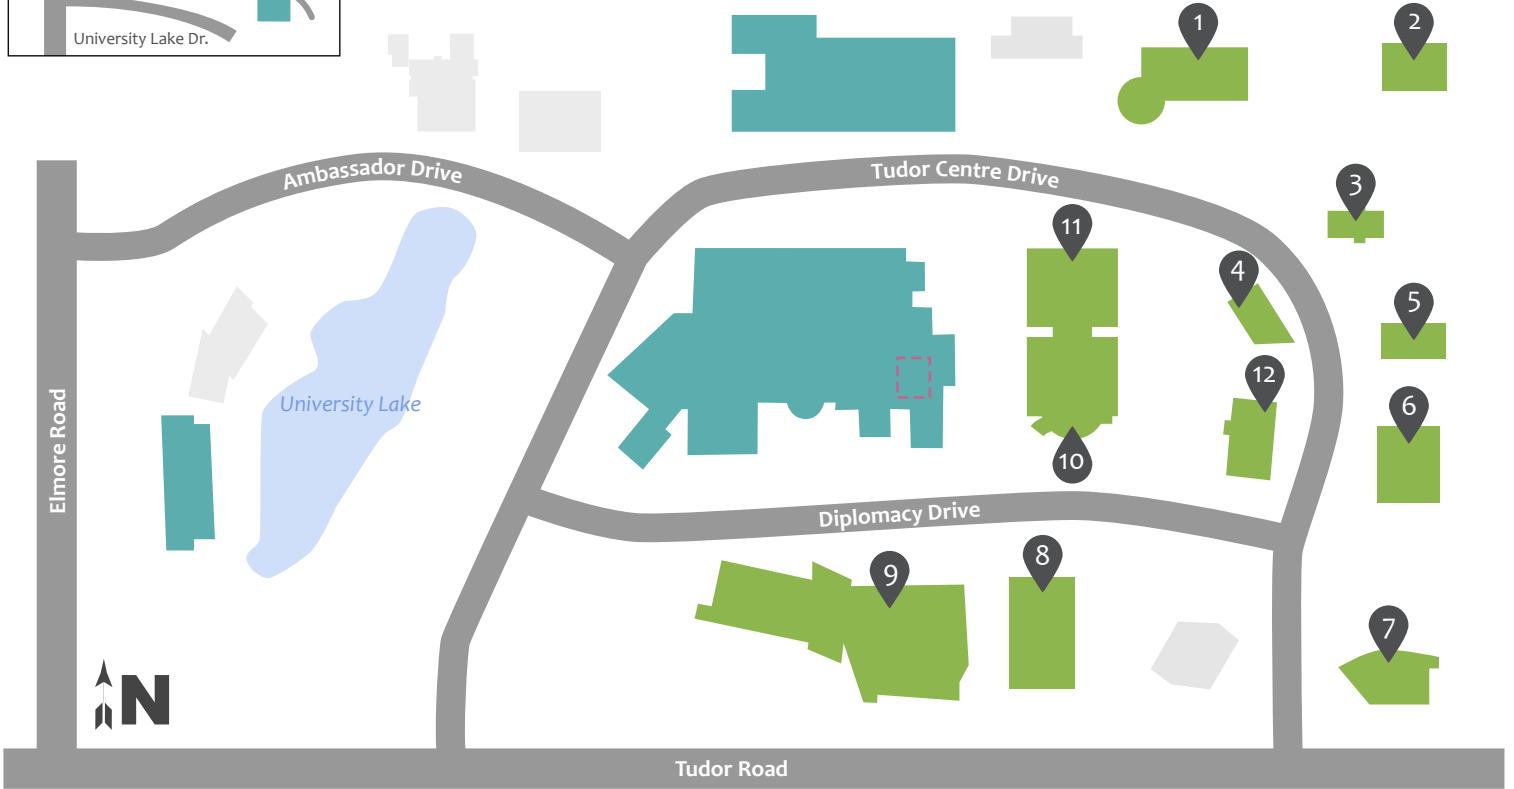 University Lake Dr.
1
2
Ambassador Drive
Tudor Centre Drive
3
11
4
5
12
Elmore Road
University Lake
6
10
Diplomacy Drive
8
9
7
N
Tudor Road